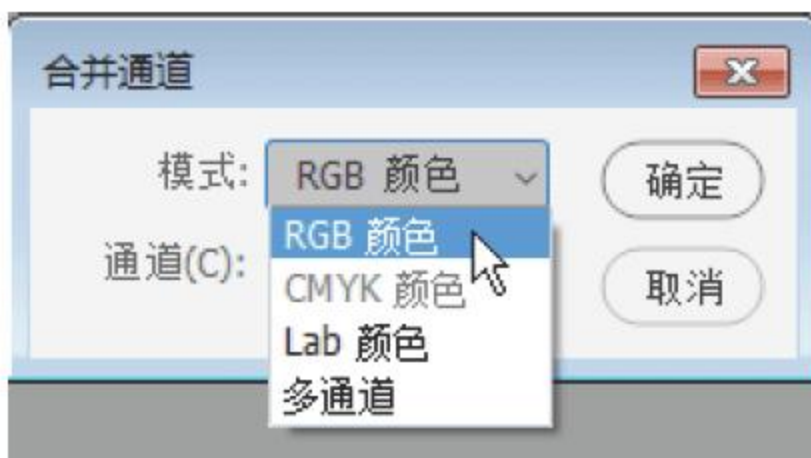 合并通道
模式: RGB 颜色
确定
RGB 颜色
通道(C):
CMYK 颜色
取消
Lab 颜色
多通道